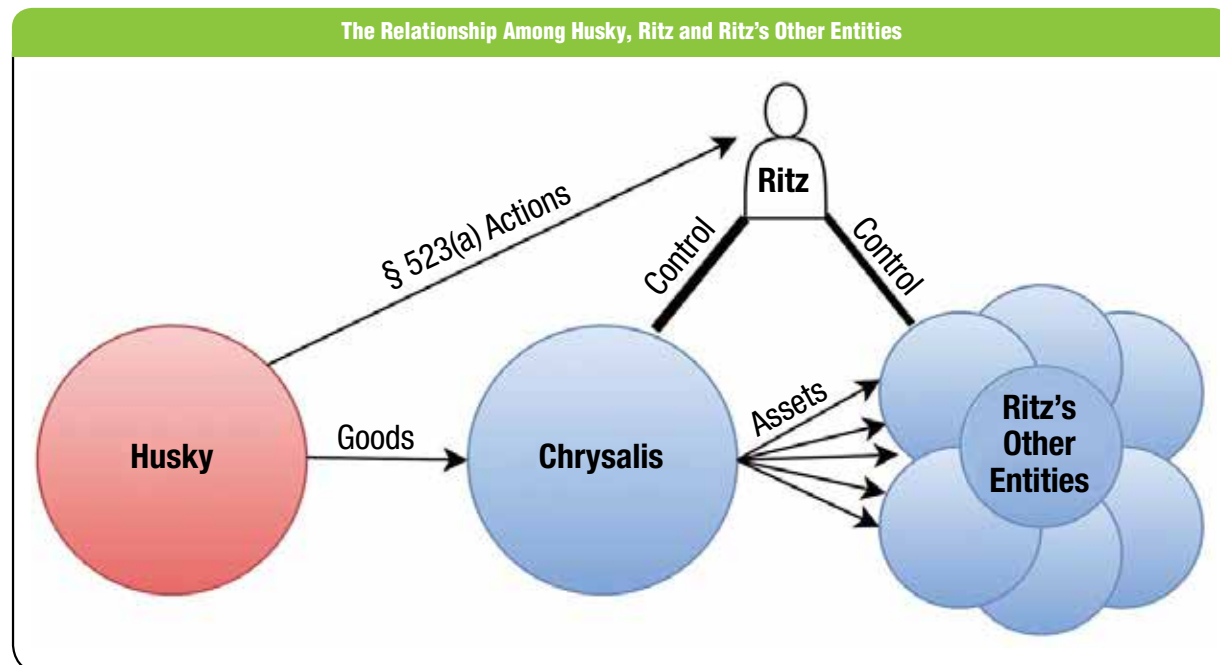 The Relationship Among Husky, Ritz and Ritz's Other Entities
Ritz
§ 523(a) Actions
Control
Control
Husky
Goods
Chrysalis
Assets
Ritz's
Other
Entities